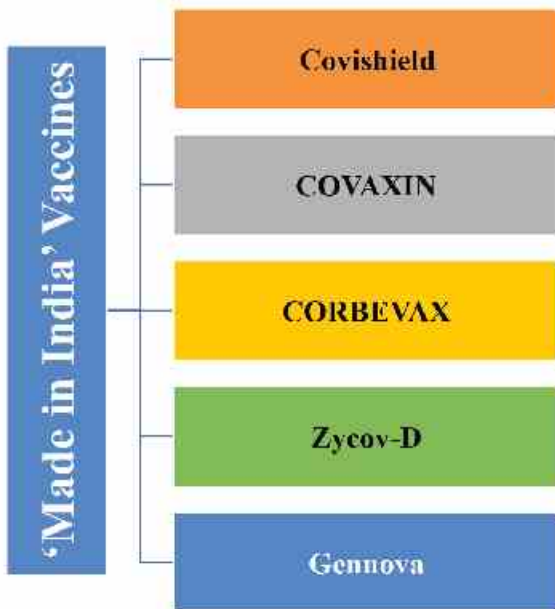 'Made in India' Vaccines
Covishield
COVAXIN
CORBEVAX
Zycov-D
Gennova